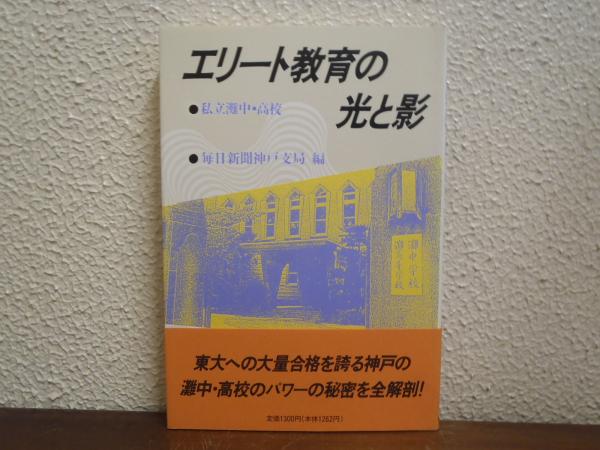 エリート教育の
光と影
●私立灘中・高校
●毎日新聞神戸支局 編
灘中学校
灘高等学校
東大への大量合格を誇る神戸の
灘中・高校のパワーの秘密を全解剖!
定価1300円(本体1262円)